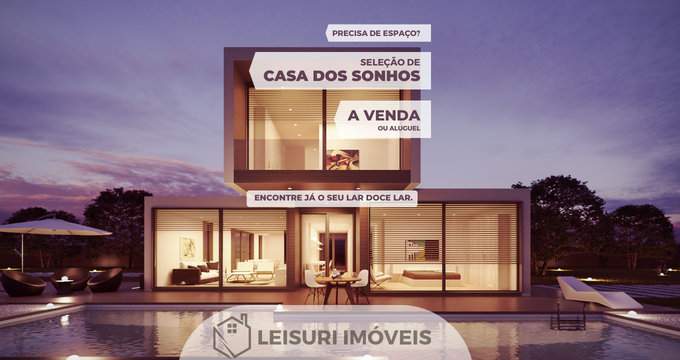 PRECISA DE ESPAÇO?
SELEÇÃO DE
CASA DOS SONHOS
A VENDA
OU ALUGUEL
ENCONTRE JÁ O SEU LAR DOCE LAR.
LEISURI IMÓVEIS